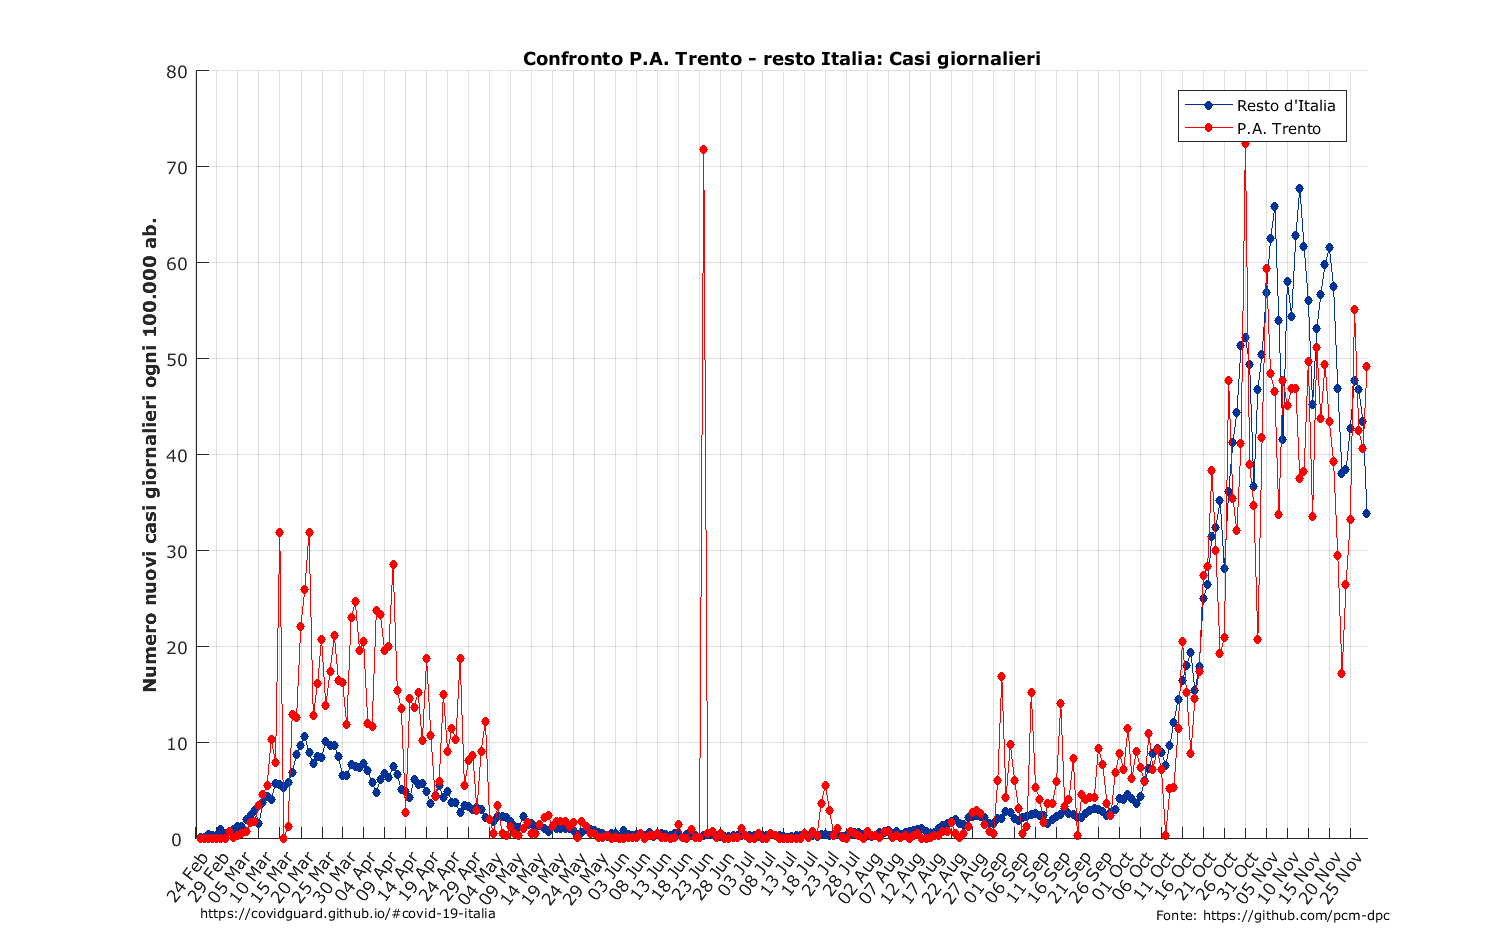 Confronto P.A. Trento - resto Italia: Casi giornalieri
Resto d'Italia
P.A. Trento
Numero nuovi casi giornalieri ogni 100.000 ab.
80
70
60
50
40
30
20
10
0
24 Feb
29 Feb
05 Mar
10 Mar
15 Mar
20 Mar
25 Mar
30 Mar
04 Apr
09 Apr
14 Apr
19 Apr
24 Apr
29 Apr
04 May
09 May
14 May
19 May
24 May
29 May
03 Jun
08 Jun
13 Jun
18 Jun
23 Jun
28 Jun
03 Jul
08 Jul
13 Jul
18 Jul
23 Jul
28 Jul
02 Aug
07 Aug
12 Aug
17 Aug
22 Aug
27 Aug
01 Sep
06 Sep
11 Sep
16 Sep
21 Sep
26 Sep
01 Oct
06 Oct
11 Oct
16 Oct
21 Oct
26 Oct
31 Oct
05 Nov
10 Nov
15 Nov
20 Nov
25 Nov
https://covidguard.github.io/#covid-19-italia
Fonte: https://github.com/pcm-dpc